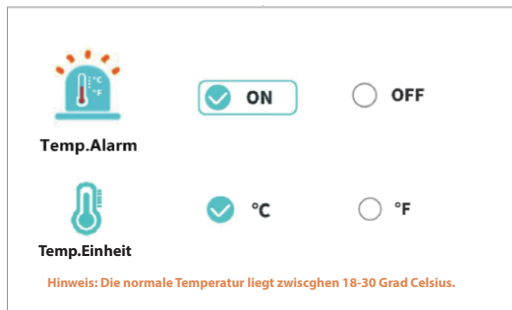 °C
°F
ON OFF
Temp.Alarm
°C °F
Temp.Einheit
Hinweis: Die normale Temperatur liegt zwiscghen 18-30 Grad Celsius.